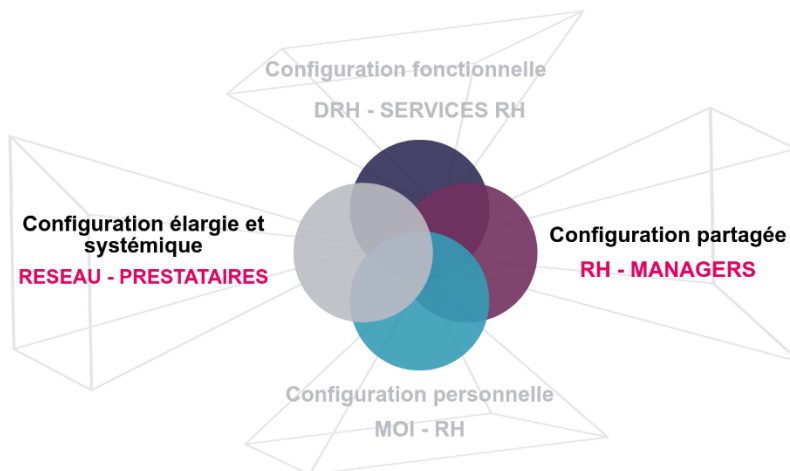 Configuration fonctionnelle
DRH - SERVICES RH
Configuration élargie et
systémique
RESEAU - PRESTATAIRES
Configuration partagée
RH - MANAGERS
Configuration personnelle
MOI - RH